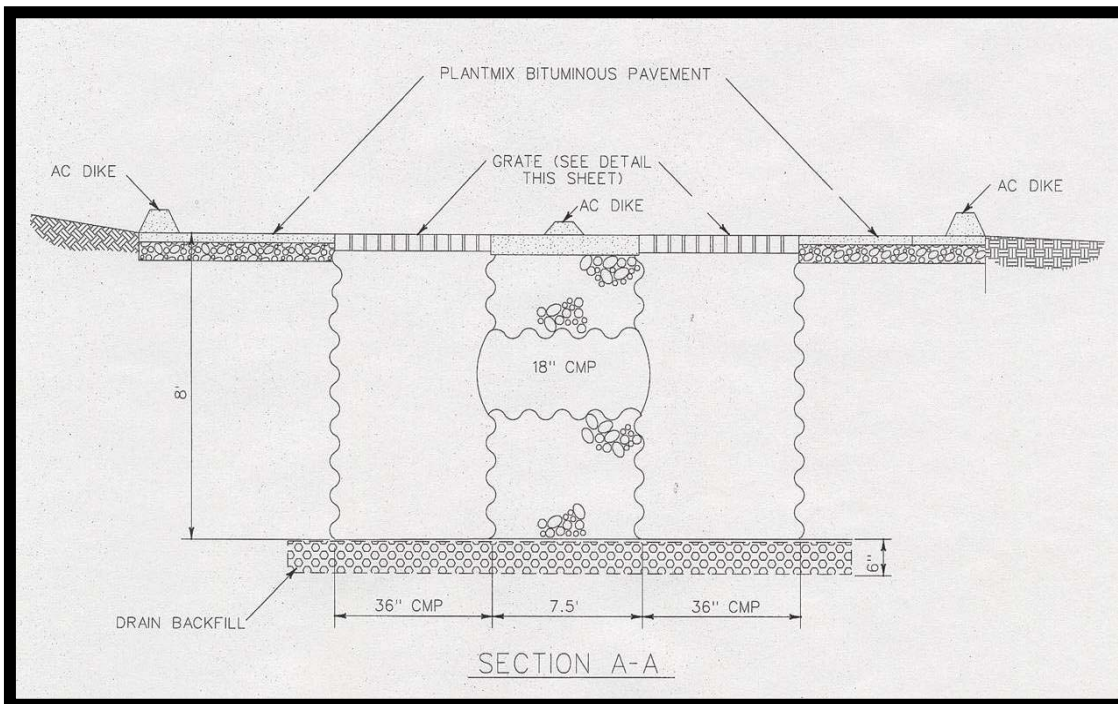 PLANTMIX BITUMINOUS PAVEMENT
AC DIKE
GRATE (SEE DETAIL
THIS SHEET)
AC DIKE
AC DIKE
18" CMP
8'
6"
DRAIN BACKFILL
36" CMP
7.5'
36" CMP
SECTION A-A